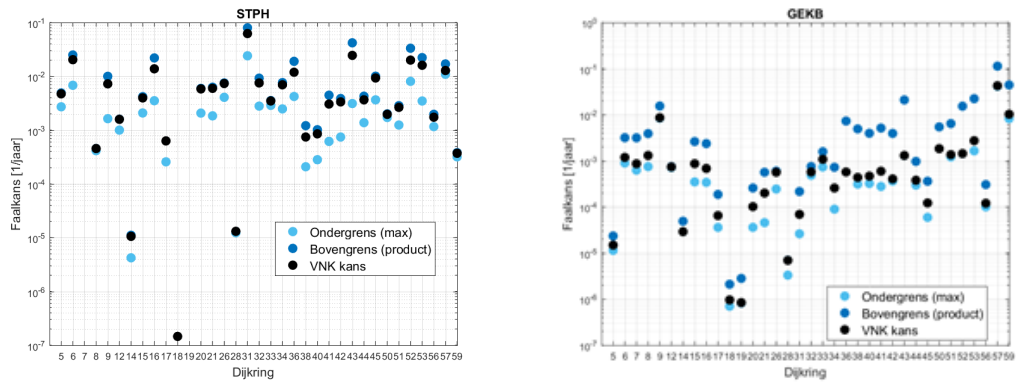 STPH
Faalkans [1/jaar]
10^-1
10^-2
10^-3
10^-4
10^-5
10^-6
10^-7
Ondergrens (max)
Bovengrens (product)
VNK kans
5 6 7 8 9 12 14 15 16 17 18 19 20 21 26 28 31 32 33 34 35 36 38 40 41 42 43 44 45 50 51 52 53 56 57 59
Dijkring
GEKB
Faalkans [1/jaar]
10^0
10^-1
10^-2
10^-3
10^-4
10^-5
10^-6
10^-7
Ondergrens (max)
Bovengrens (product)
VNK kans
5 6 7 8 9 12 14 15 16 17 18 19 20 21 26 28 31 32 33 34 36 38 40 41 42 43 44 45 50 51 52 53 56 57 59
Dijkring